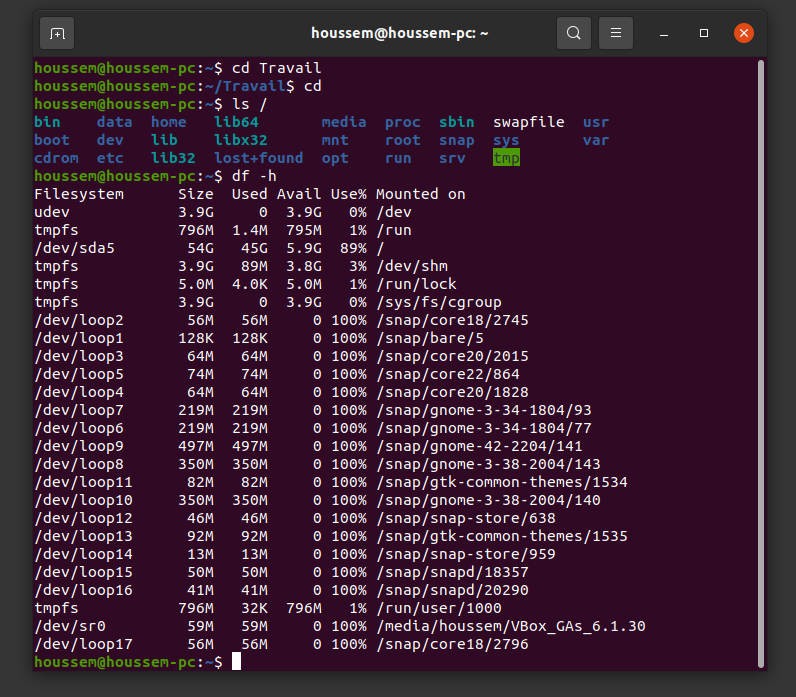 houssem@houssem-pc: ~
houssem@houssem-pc:~$ cd Travail
houssem@houssem-pc:~/Travail$ cd
houssem@houssem-pc:~$ ls /
bin    data  home   lib64       media  proc  sbin  swapfile  usr
boot   dev   lib    libx32      mnt    root  snap  sys       var
cdrom  etc   lib32  lost+found  opt    run   srv   tmp
houssem@houssem-pc:~$ df -h
Filesystem      Size  Used Avail Use% Mounted on
udev            3.9G     0  3.9G   0% /dev
tmpfs           796M  1.4M  795M   1% /run
/dev/sda5        54G   45G  5.9G  89% /
tmpfs           3.9G   89M  3.8G   3% /dev/shm
tmpfs           5.0M  4.0K  5.0M   1% /run/lock
tmpfs           3.9G     0  3.9G   0% /sys/fs/cgroup
/dev/loop2       56M   56M     0 100% /snap/core18/2745
/dev/loop1      128K  128K     0 100% /snap/bare/5
/dev/loop3       64M   64M     0 100% /snap/core20/2015
/dev/loop5       74M   74M     0 100% /snap/core22/864
/dev/loop4       64M   64M     0 100% /snap/core20/1828
/dev/loop7      219M  219M     0 100% /snap/gnome-3-34-1804/93
/dev/loop6      219M  219M     0 100% /snap/gnome-3-34-1804/77
/dev/loop9      497M  497M     0 100% /snap/gnome-42-2204/141
/dev/loop8      350M  350M     0 100% /snap/gnome-3-38-2004/143
/dev/loop11      82M   82M     0 100% /snap/gtk-common-themes/1534
/dev/loop10     350M  350M     0 100% /snap/gnome-3-38-2004/140
/dev/loop12      46M   46M     0 100% /snap/snap-store/638
/dev/loop13      92M   92M     0 100% /snap/gtk-common-themes/1535
/dev/loop14      13M   13M     0 100% /snap/snap-store/959
/dev/loop15      50M   50M     0 100% /snap/snapd/18357
/dev/loop16      41M   41M     0 100% /snap/snapd/20290
tmpfs           796M   32K  796M   1% /run/user/1000
/dev/sr0         59M   59M     0 100% /media/houssem/VBox_GAs_6.1.30
/dev/loop17      56M   56M     0 100% /snap/core18/2796
houssem@houssem-pc:~$